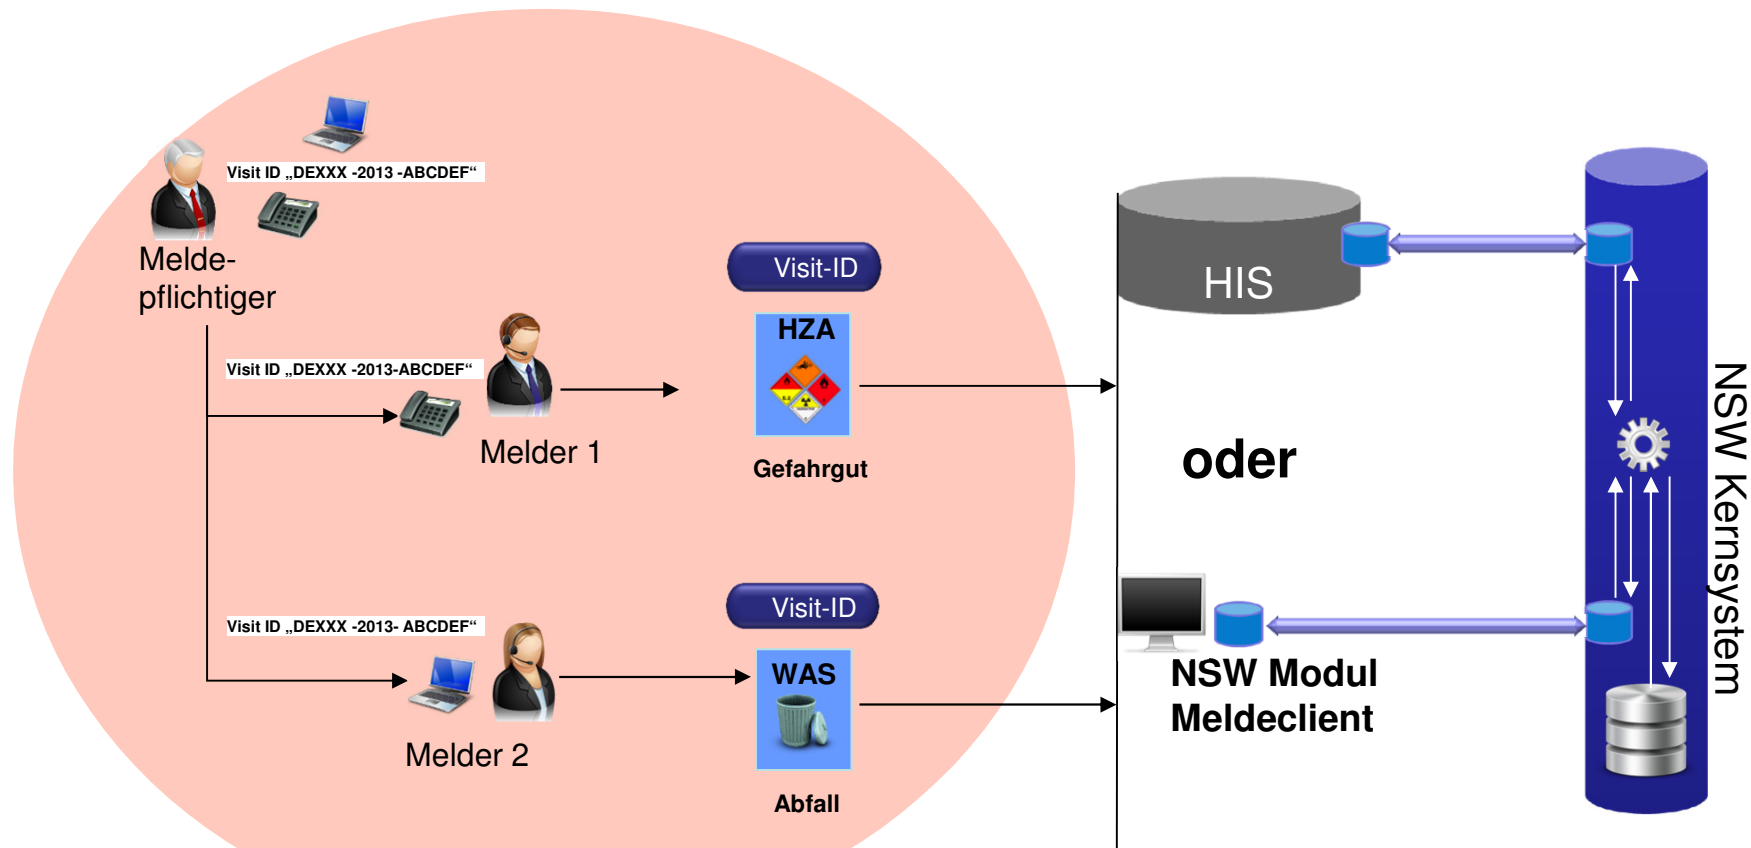 Visit ID „DEXXX -2013 -ABCDEF“
Melde-
pflichtiger
Visit-ID
HZA
Visit ID „DEXXX -2013-ABCDEF“
Melder 1
Gefahrgut
Visit-ID
Visit ID „DEXXX -2013- ABCDEF“
WAS
Melder 2
Abfall
HIS
oder
NSW Modul
Meldeclient
NSW Kernsystem